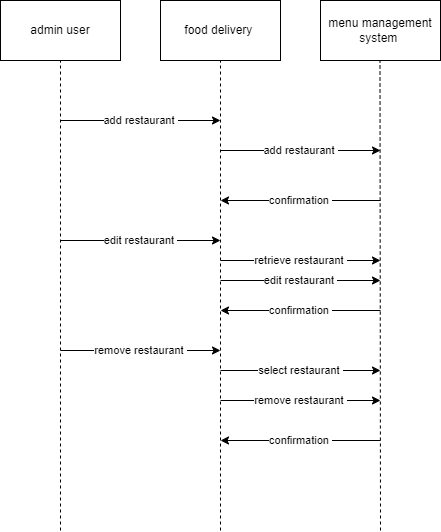 admin user
food delivery
menu management
system
add restaurant
add restaurant
confirmation
edit restaurant
retrieve restaurant
edit restaurant
confirmation
remove restaurant
select restaurant
remove restaurant
confirmation